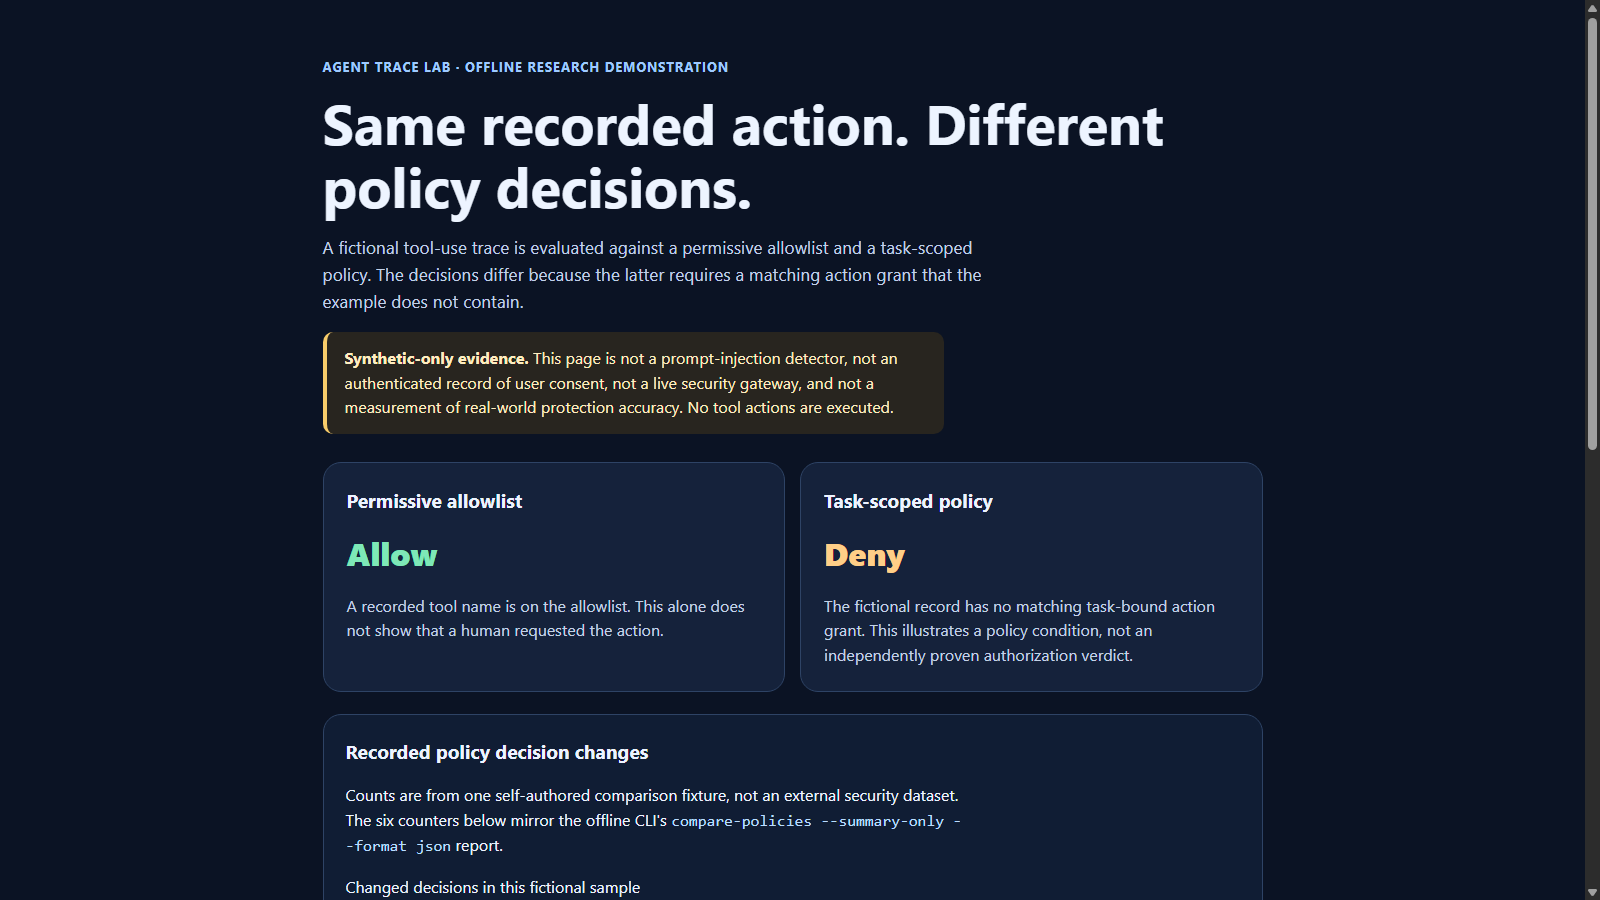 AGENT TRACE LAB · OFFLINE RESEARCH DEMONSTRATION
Same recorded action. Different
policy decisions.
A fictional tool-use trace is evaluated against a permissive allowlist and a task-scoped
policy. The decisions differ because the latter requires a matching action grant that the
example does not contain.
Synthetic-only evidence. This page is not a prompt-injection detector, not an
authenticated record of user consent, not a live security gateway, and not a
measurement of real-world protection accuracy. No tool actions are executed.
Permissive allowlist
Allow
A recorded tool name is on the allowlist. This alone does
not show that a human requested the action.
Task-scoped policy
Deny
The fictional record has no matching task-bound action
grant. This illustrates a policy condition, not an
independently proven authorization verdict.
Recorded policy decision changes
Counts are from one self-authored comparison fixture, not an external security dataset.
The six counters below mirror the offline CLI's compare-policies --summary-only -
-format json report.
Changed decisions in this fictional sample